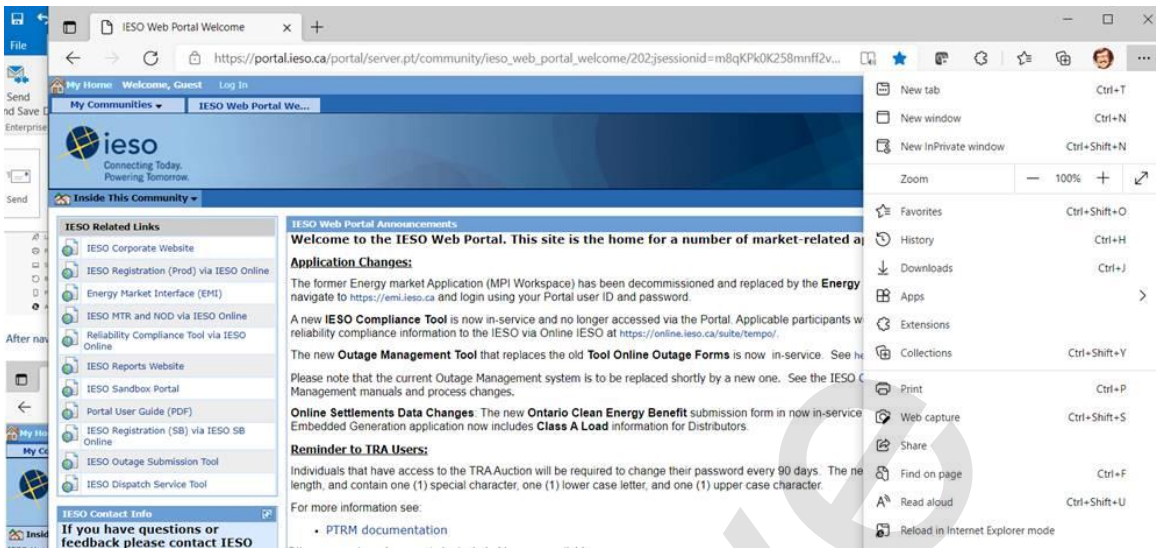 File
Send
nd Save
Enterprise
Send
After nav
My Ho
My Co
Insid
IESO Web Portal Welcome
https://portal.ieso.ca/portal/server.pt/community/ieso_web_portal_welcome/202;jsessionid=m8qKPk0K258mnff2v...
My Home Welcome, Guest Log In
My Communities IESO Web Portal We...
ieso
Connecting Today.
Powering Tomorrow.
Inside This Community
IESO Related Links
IESO Corporate Website
IESO Registration (Prod) via IESO Online
Energy Market Interface (EMI)
IESO MTR and NOD via IESO Online
Reliability Compliance Tool via IESO
Online
IESO Reports Website
IESO Sandbox Portal
Portal User Guide (PDF)
IESO Registration (SB) via IESO SB
Online
IESO Outage Submission Tool
IESO Dispatch Service Tool
IESO Contact Info
If you have questions or
feedback please contact IESO
IESO Web Portal Announcements
Welcome to the IESO Web Portal. This site is the home for a number of market-related a
Application Changes:
The former Energy market Application (MPI Workspace) has been decommissioned and replaced by the Energy
navigate to https://emi.ieso.ca and login using your Portal user ID and password.
A new IESO Compliance Tool is now in-service and no longer accessed via the Portal. Applicable participants w
reliability compliance information to the IESO via Online IESO at https://online.ieso.ca/suite/tempo/.
The new Outage Management Tool that replaces the old Tool Online Outage Forms is now in-service. See he
Please note that the current Outage Management system is to be replaced shortly by a new one. See the IESO
Management manuals and process changes.
Online Settlements Data Changes: The new Ontario Clean Energy Benefit submission form in now in-service
Embedded Generation application now includes Class A Load information for Distributors.
Reminder to TRA Users:
Individuals that have access to the TRA Auction will be required to change their password every 90 days. The ne
length, and contain one (1) special character, one (1) lower case letter, and one (1) upper case character.
For more information see:
• PTRM documentation
New tab Ctrl+T
New window Ctrl+N
New InPrivate window Ctrl+Shift+N
Zoom — 100% +
Favorites Ctrl+Shift+O
History Ctrl+H
Downloads Ctrl+J
Apps
Extensions
Collections Ctrl+Shift+Y
Print Ctrl+P
Web capture Ctrl+Shift+S
Share
Find on page Ctrl+F
Read aloud Ctrl+Shift+U
Reload in Internet Explorer mode